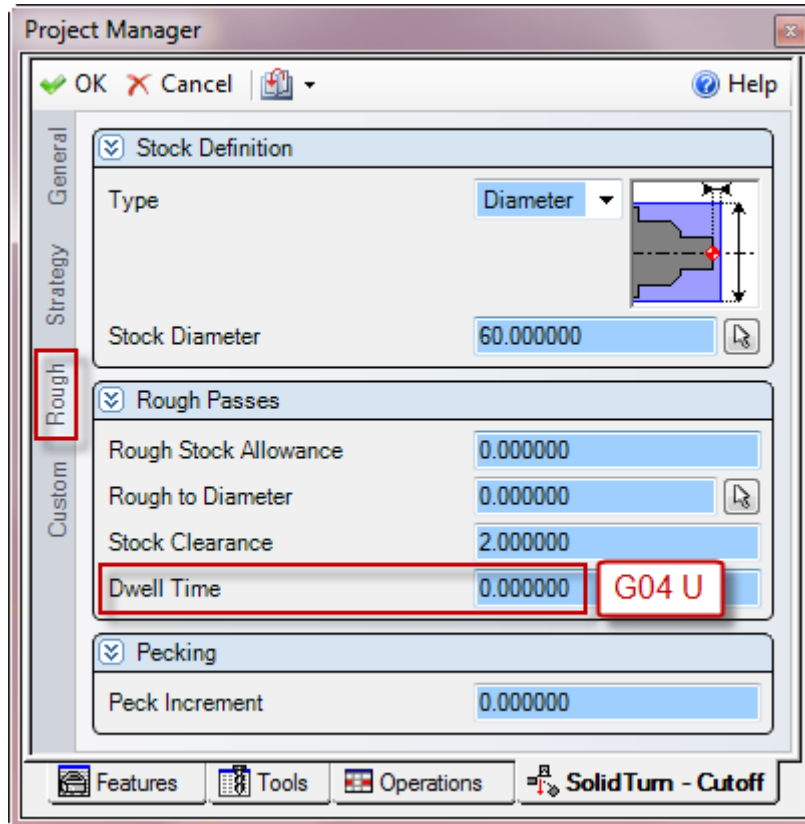 Project Manager
OK Cancel Help
General
Strategy
Rough
Custom
Stock Definition
Type Diameter
Stock Diameter 60.000000
Rough Passes
Rough Stock Allowance 0.000000
Rough to Diameter 0.000000
Stock Clearance 2.000000
Dwell Time 0.000000 G04 U
Pecking
Peck Increment 0.000000
Features Tools Operations SolidTurn - Cutoff